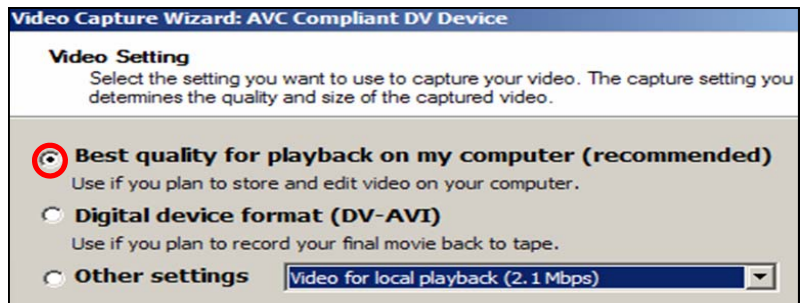 Video Capture Wizard: AVC Compliant DV Device
Video Setting
Select the setting you want to use to capture your video. The capture setting you
determines the quality and size of the captured video.
Best quality for playback on my computer (recommended)
Use if you plan to store and edit video on your computer.
Digital device format (DV-AVI)
Use if you plan to record your final movie back to tape.
Other settings Video for local playback (2.1 Mbps)